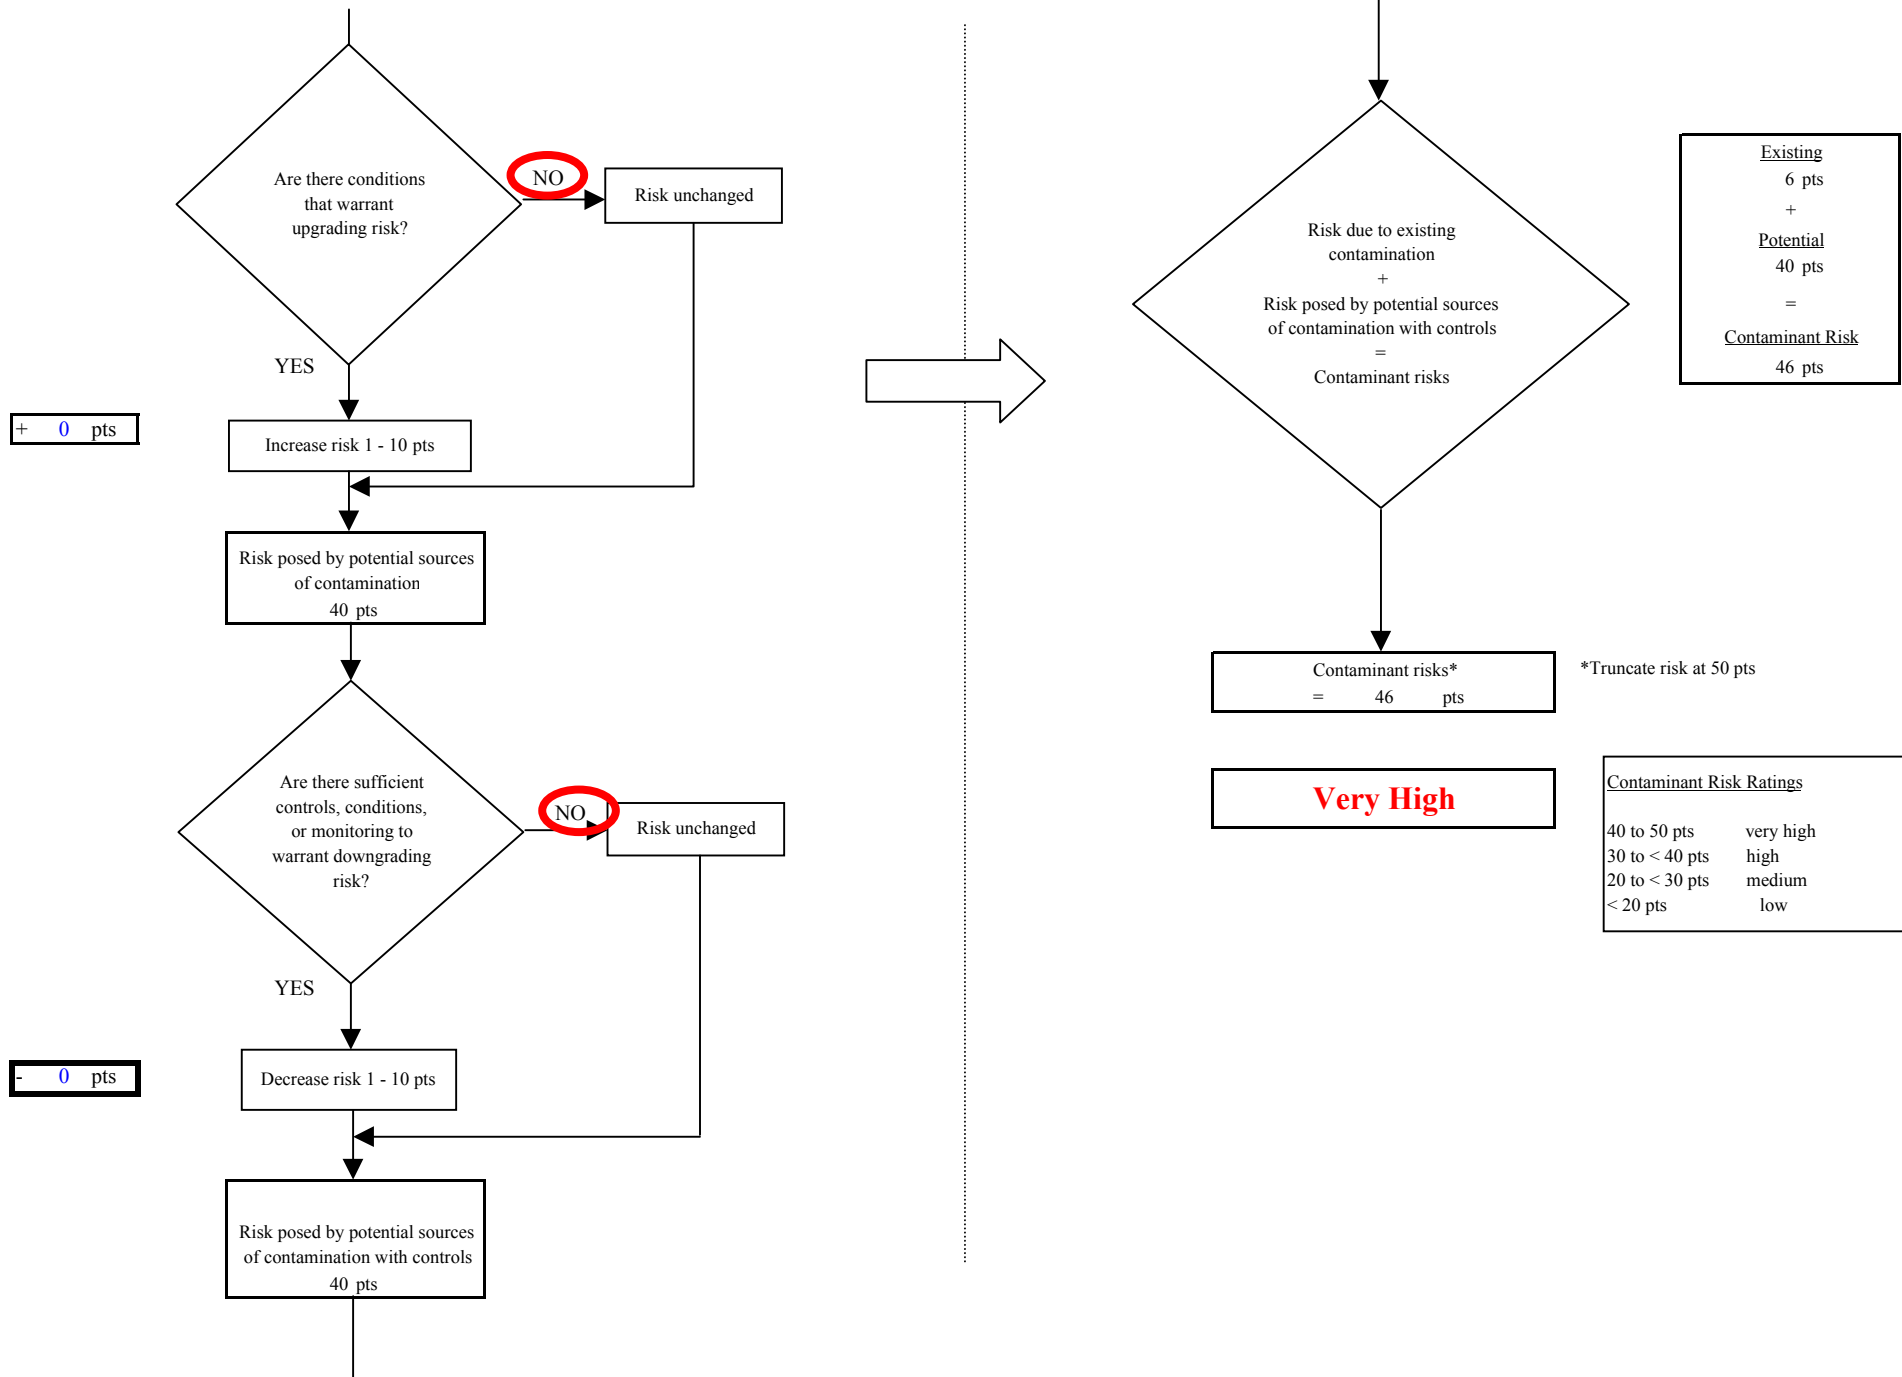 Are there conditions
that warrant
upgrading risk?
NO
Risk unchanged
YES
+ 0 pts
Increase risk 1 - 10 pts
Risk posed by potential sources
of contamination
40 pts
Are there sufficient
controls, conditions,
or monitoring to
warrant downgrading
risk?
NO
Risk unchanged
YES
- 0 pts
Decrease risk 1 - 10 pts
Risk posed by potential sources
of contamination with controls
40 pts
Risk due to existing
contamination
+
Risk posed by potential sources
of contamination with controls
=
Contaminant risks
Existing
6 pts
+
Potential
40 pts
=
Contaminant Risk
46 pts
Contaminant risks*
= 46 pts
*Truncate risk at 50 pts
Very High
Contaminant Risk Ratings
40 to 50 pts very high
30 to < 40 pts high
20 to < 30 pts medium
< 20 pts low